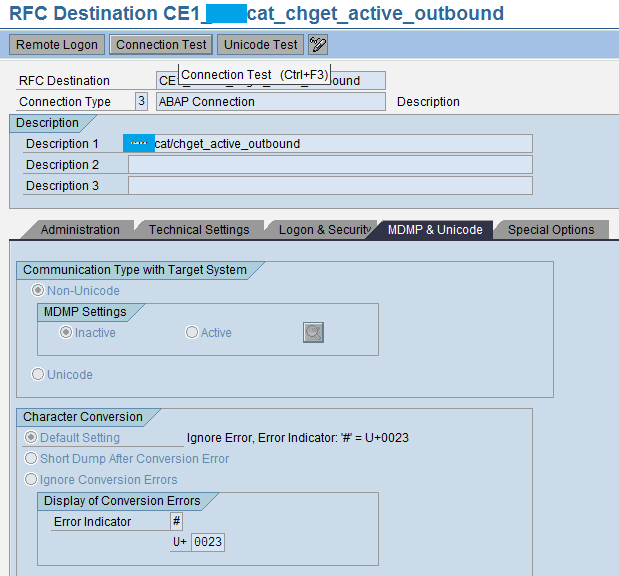 RFC Destination CE1_ cat_chget_active_outbound
Remote Logon Connection Test Unicode Test
Connection Test (Ctrl+F3)
RFC Destination CE ound
Connection Type 3 ABAP Connection Description
Description
Description 1 cat/chget_active_outbound
Description 2
Description 3
Administration Technical Settings Logon & Security MDMP & Unicode Special Options
Communication Type with Target System
Non-Unicode
MDMP Settings
Inactive Active
Unicode
Character Conversion
Default Setting Ignore Error, Error Indicator: '#' = U+0023
Short Dump After Conversion Error
Ignore Conversion Errors
Display of Conversion Errors
Error Indicator #
U+ 0023